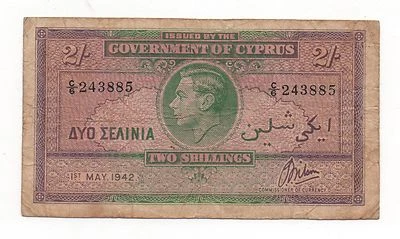 ISSUED BY THE
2/- GOVERNMENT OF CYPRUS 2/-
C/6 243885 C/6 243885
ΔΥΟ ΣΕΛΙΝΙΑ ایکی شلین
TWO SHILLINGS
1ST MAY, 1942
COMMISSIONER OF CURRENCY